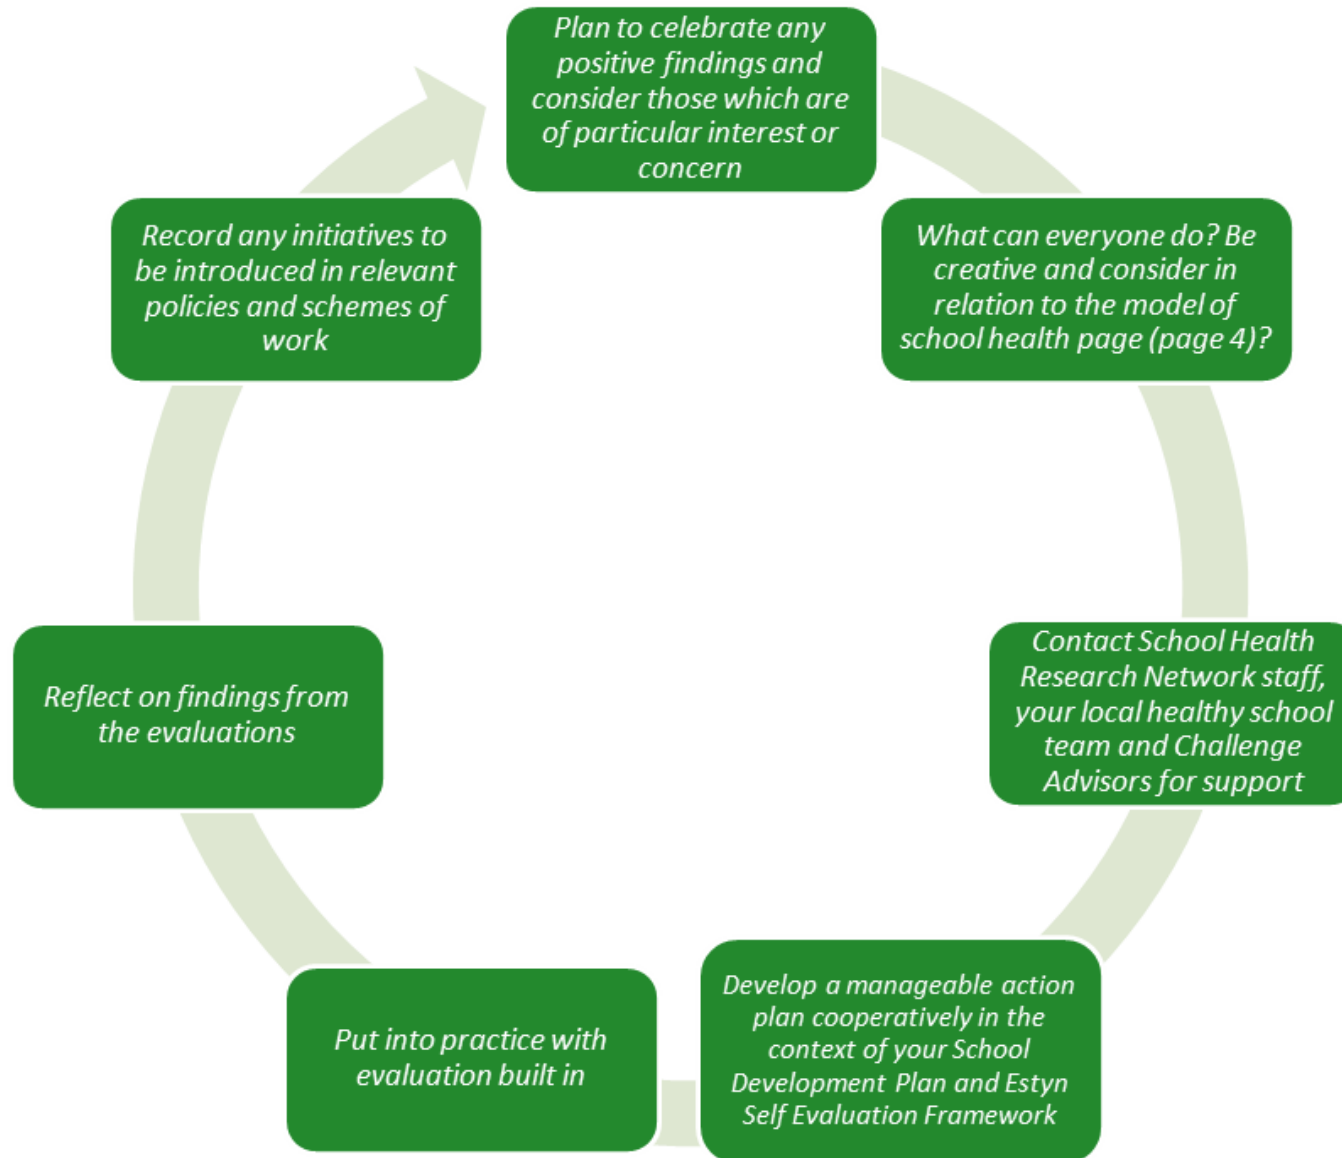 Plan to celebrate any
positive findings and
consider those which are
of particular interest or
concern
What can everyone do? Be
creative and consider in
relation to the model of
school health page (page 4)?
Contact School Health
Research Network staff,
your local healthy school
team and Challenge
Advisors for support
Develop a manageable action
plan cooperatively in the
context of your School
Development Plan and Estyn
Self Evaluation Framework
Put into practice with
evaluation built in
Reflect on findings from
the evaluations
Record any initiatives to
be introduced in relevant
policies and schemes of
work